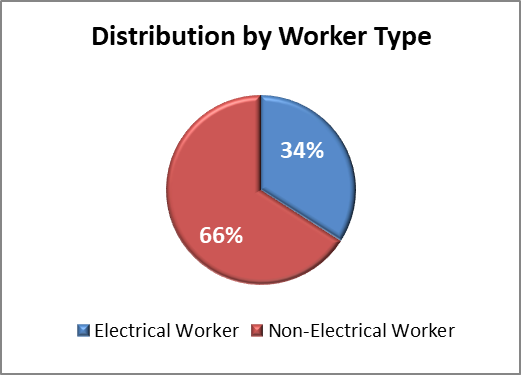 Distribution by Worker Type
34%
66%
Electrical Worker Non-Electrical Worker